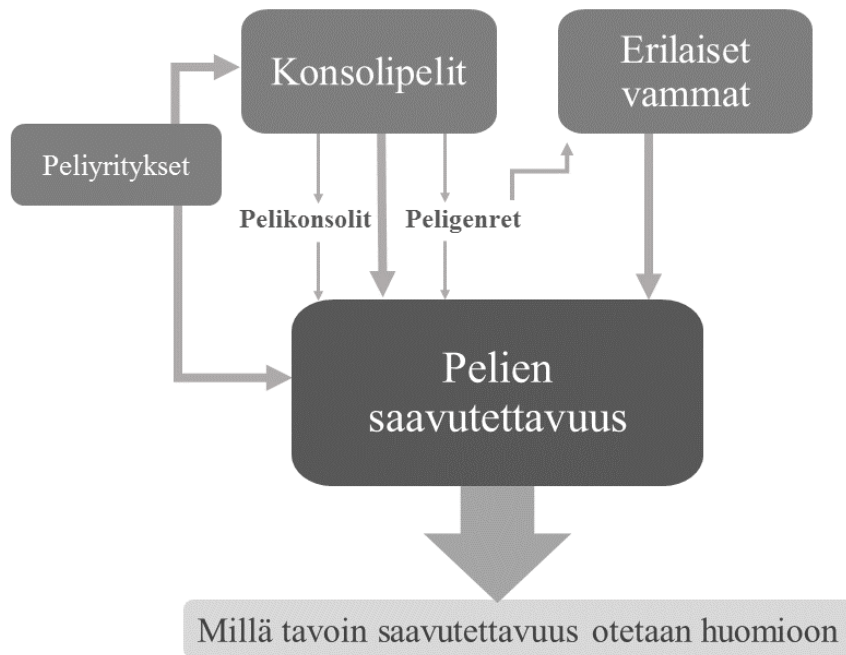 Konsolipelit
Erilaiset
vammat
Peliyritykset
Pelikonsolit
Peligenret
Pelien
saavutettavuus
Millä tavoin saavutettavuus otetaan huomioon